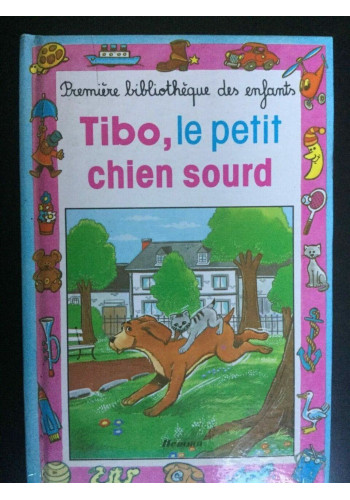 Première bibliothèque des enfants
Tibo, le petit
chien sourd
Hemma